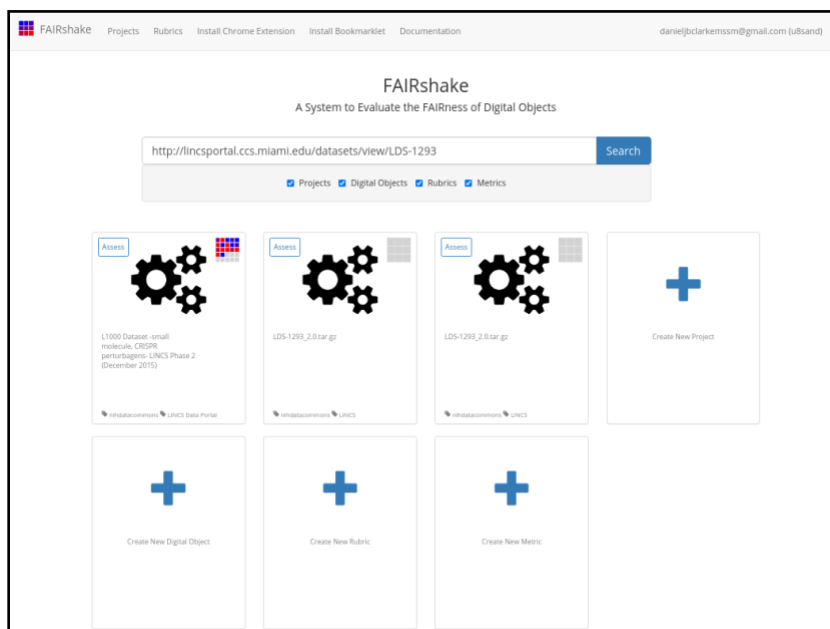 FAIRshake Projects Rubrics Install Chrome Extension Install Bookmarklet Documentation danieljbclarkemssm@gmail.com (u8sand)
FAIRshake
A System to Evaluate the FAIRness of Digital Objects
http://lincsportal.ccs.miami.edu/datasets/view/LDS-1293 Search
Projects Digital Objects Rubrics Metrics
Assess
L1000 Dataset -small
molecule, CRISPR
perturbagens- LINCS Phase 2
(December 2015)
nihdatacommons LINCS Data Portal
Assess
LDS-1293_2.0.tar.gz
nihdatacommons LINCS
Assess
LDS-1293_2.0.tar.gz
nihdatacommons LINCS
Create New Project
Create New Digital Object
Create New Rubric
Create New Metric